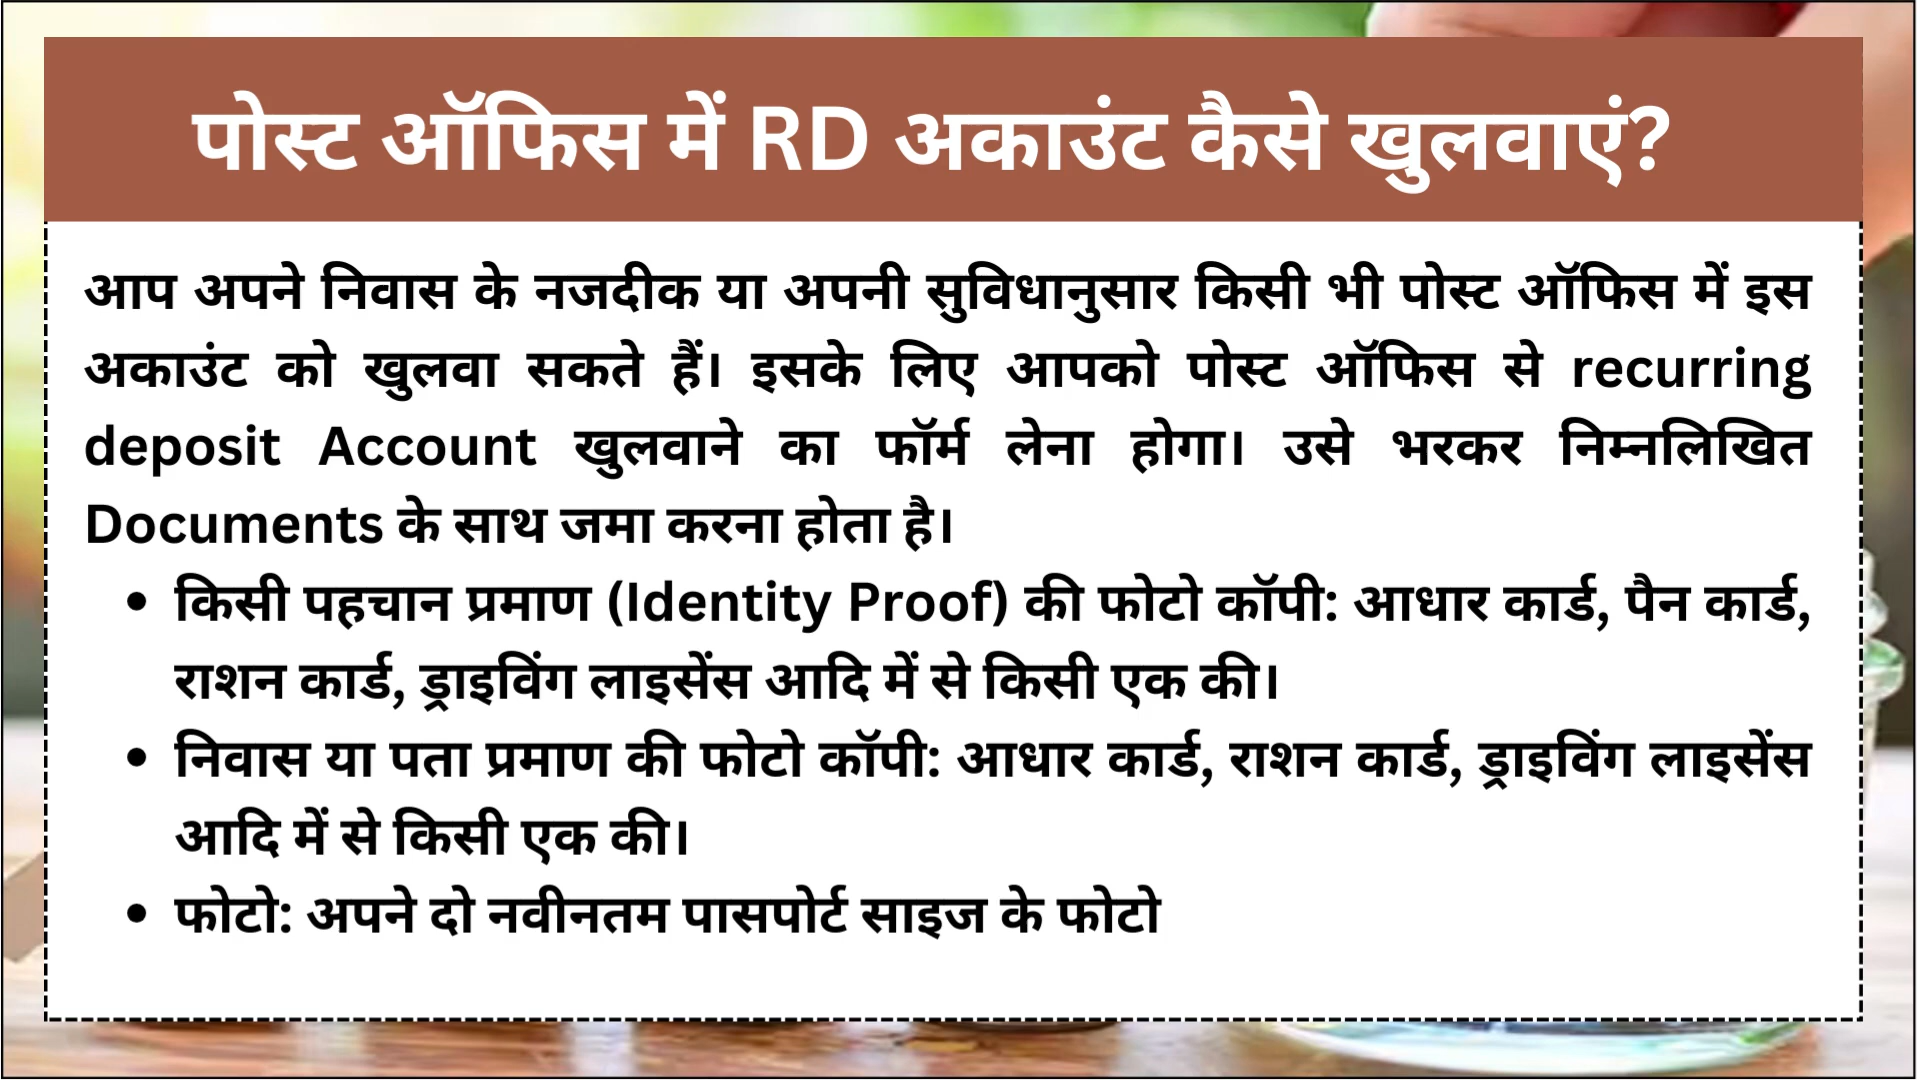 पोस्ट ऑफिस में RD अकाउंट कैसे खुलवाएं?
आप अपने निवास के नजदीक या अपनी सुविधानुसार किसी भी पोस्ट ऑफिस में इस
अकाउंट को खुलवा सकते हैं। इसके लिए आपको पोस्ट ऑफिस से recurring
deposit Account खुलवाने का फॉर्म लेना होगा। उसे भरकर निम्नलिखित
Documents के साथ जमा करना होता है।
• किसी पहचान प्रमाण (Identity Proof) की फोटो कॉपी: आधार कार्ड, पैन कार्ड,
राशन कार्ड, ड्राइविंग लाइसेंस आदि में से किसी एक की।
• निवास या पता प्रमाण की फोटो कॉपी: आधार कार्ड, राशन कार्ड, ड्राइविंग लाइसेंस
आदि में से किसी एक की।
• फोटो: अपने दो नवीनतम पासपोर्ट साइज के फोटो